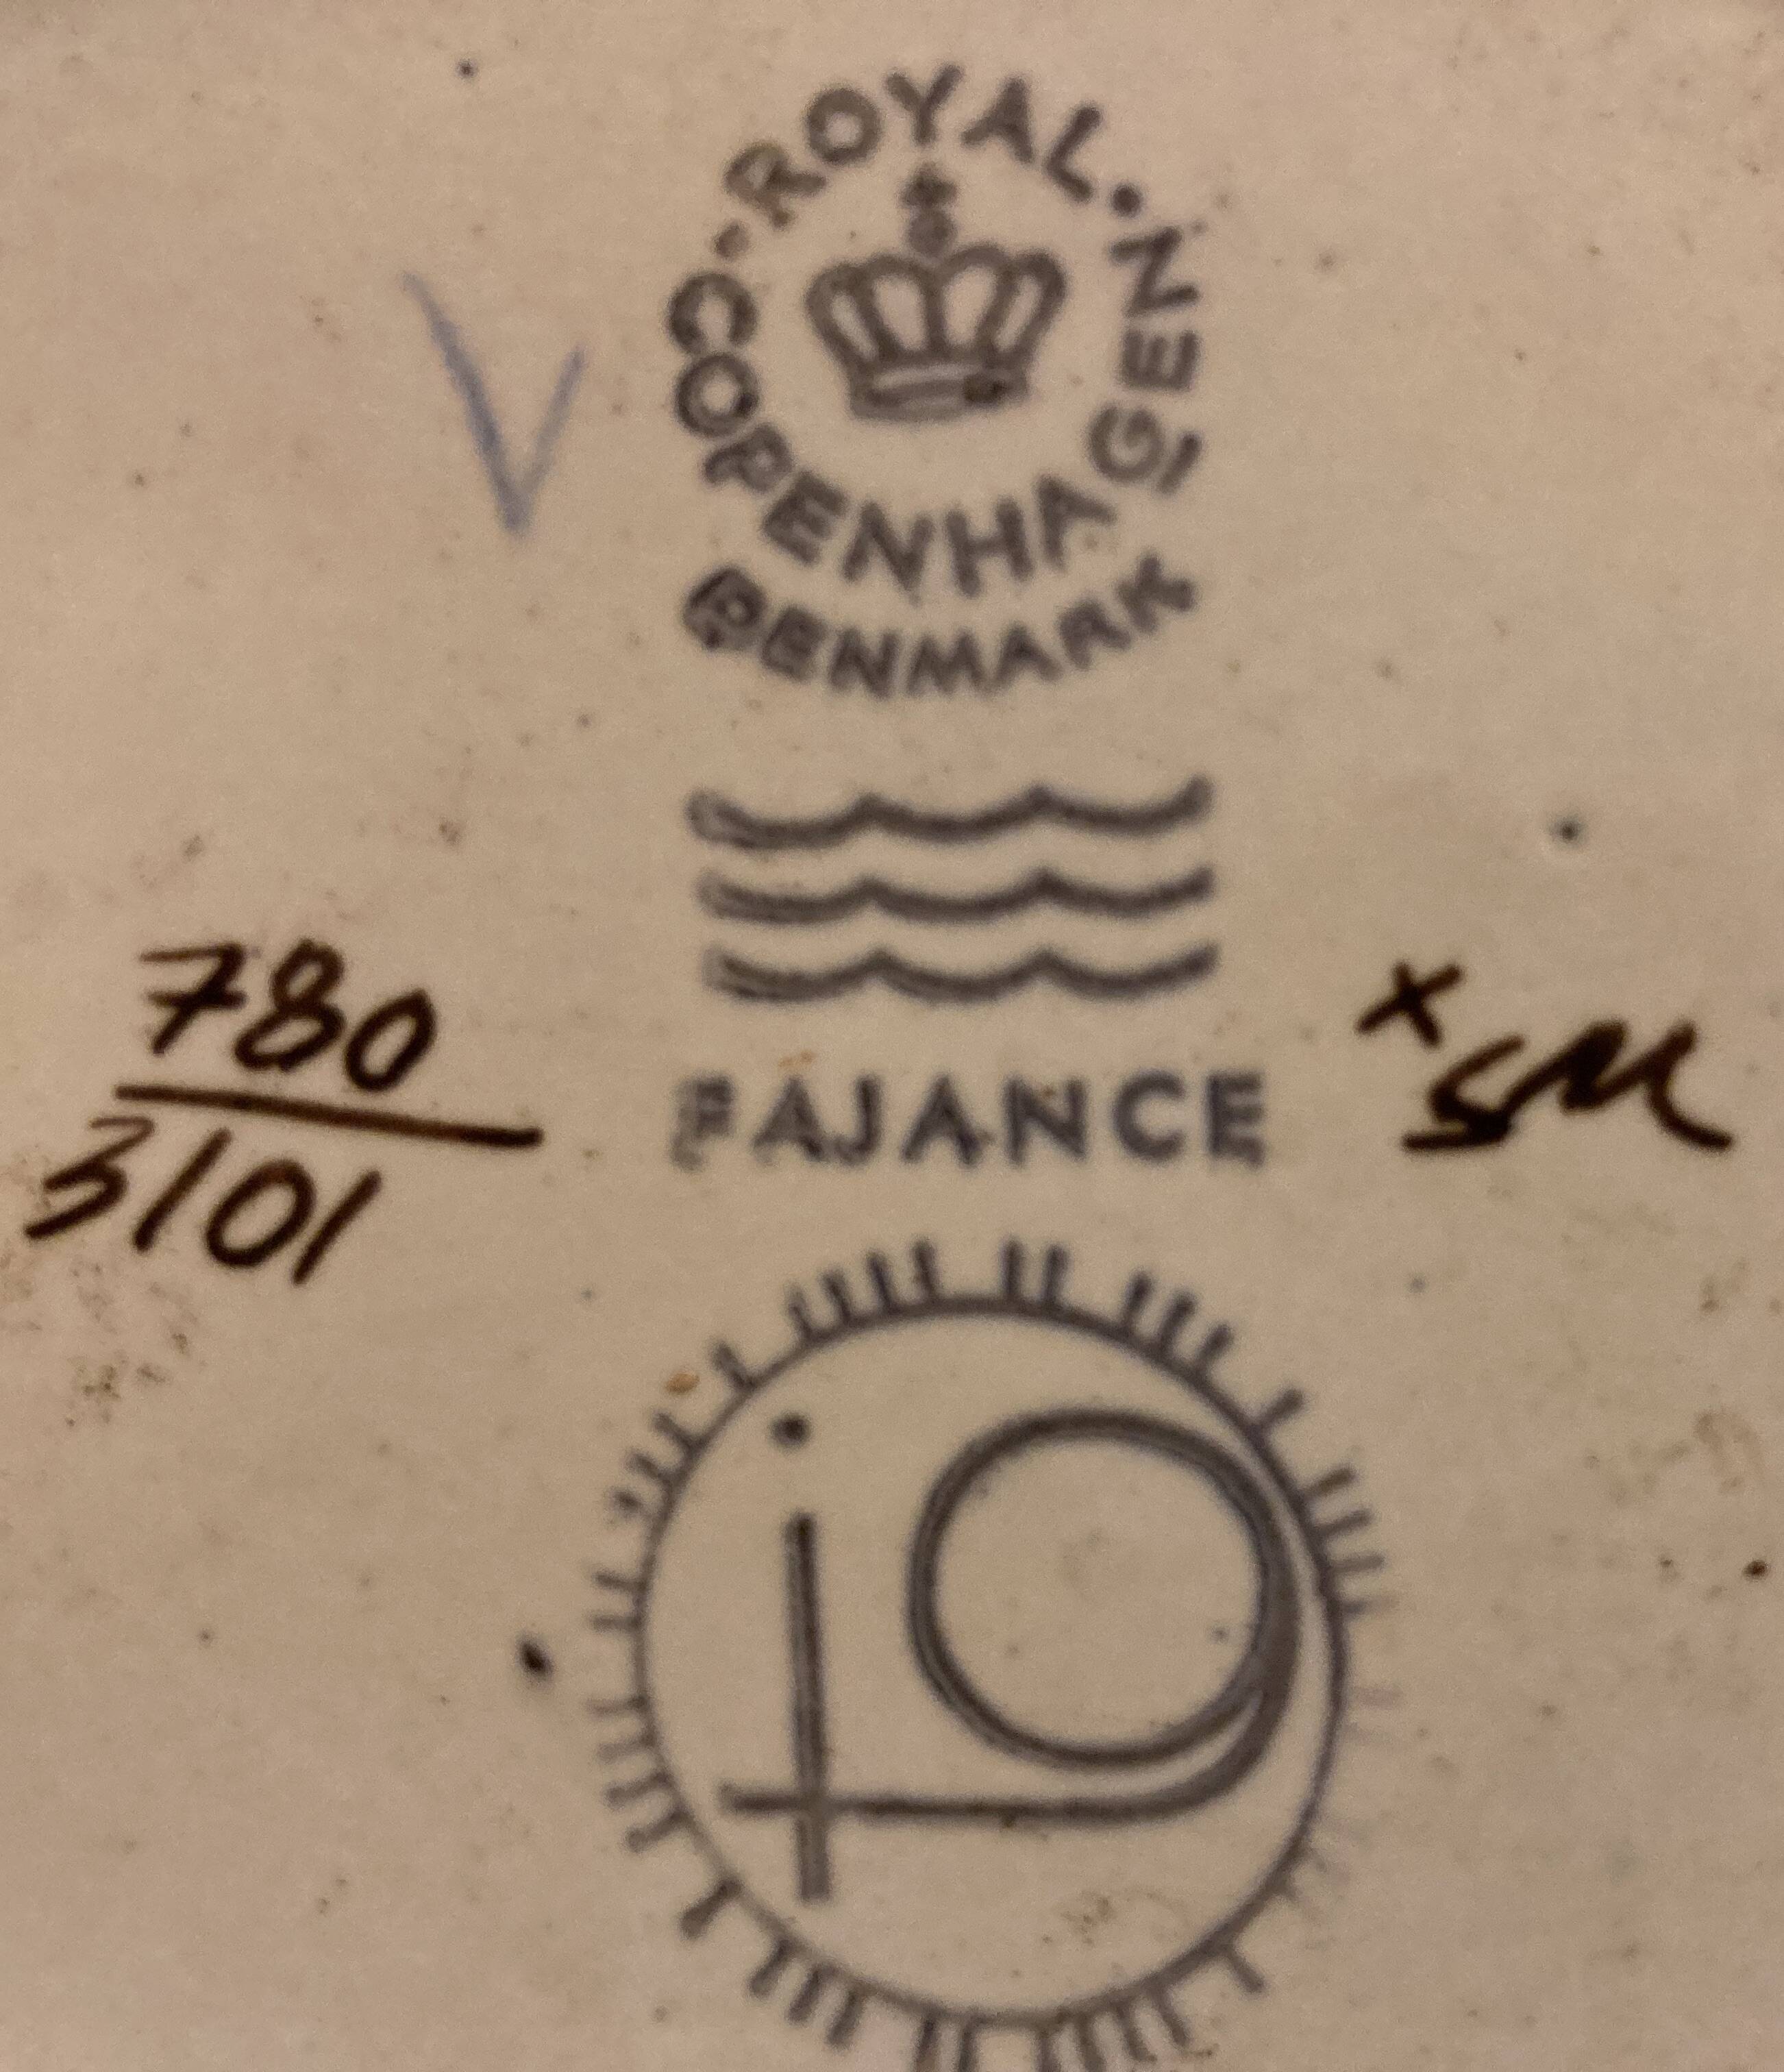 ROYAL
COPENHAGEN
DENMARK
780
3101
FAJANCE